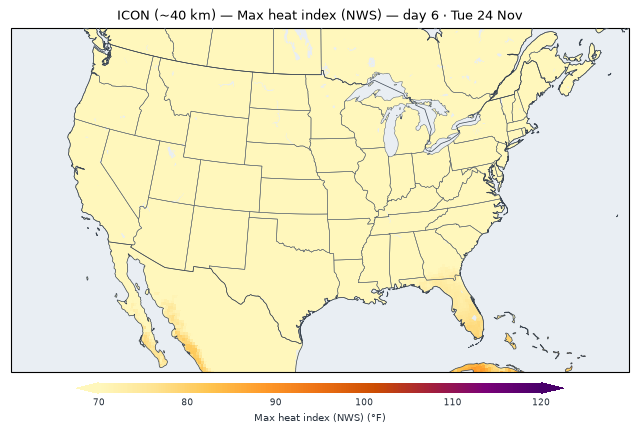 ICON (~40 km) — Max heat index (NWS) — day 6 · Tue 24 Nov
70 80 90 100 110 120
Max heat index (NWS) (°F)